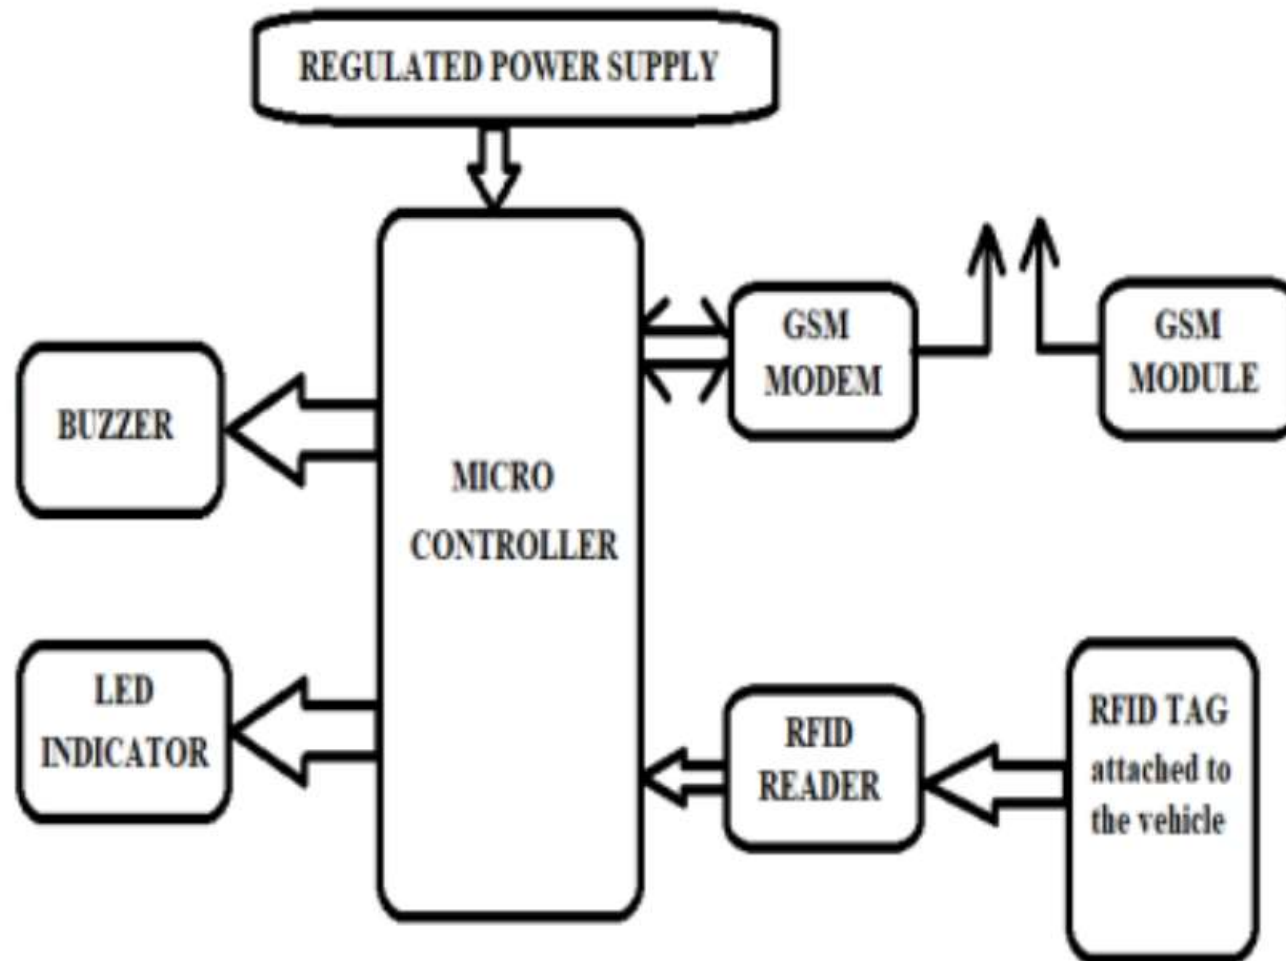 REGULATED POWER SUPPLY
GSM
MODEM
GSM
MODULE
BUZZER
MICRO
CONTROLLER
LED
INDICATOR
RFID
READER
RFID TAG
attached to
the vehicle